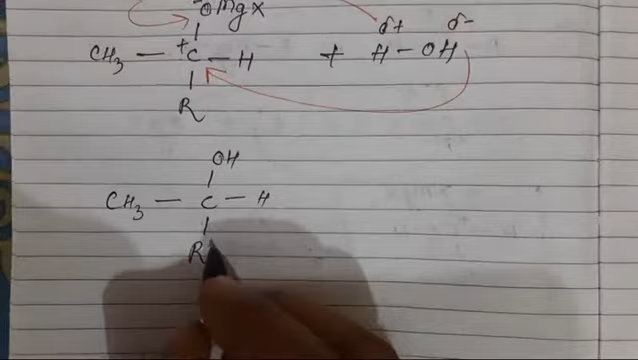 ⁻OMgx
δ+ δ-
CH₃ — ⁺C — H + H — OH
R
OH
CH₃ — C — H
R